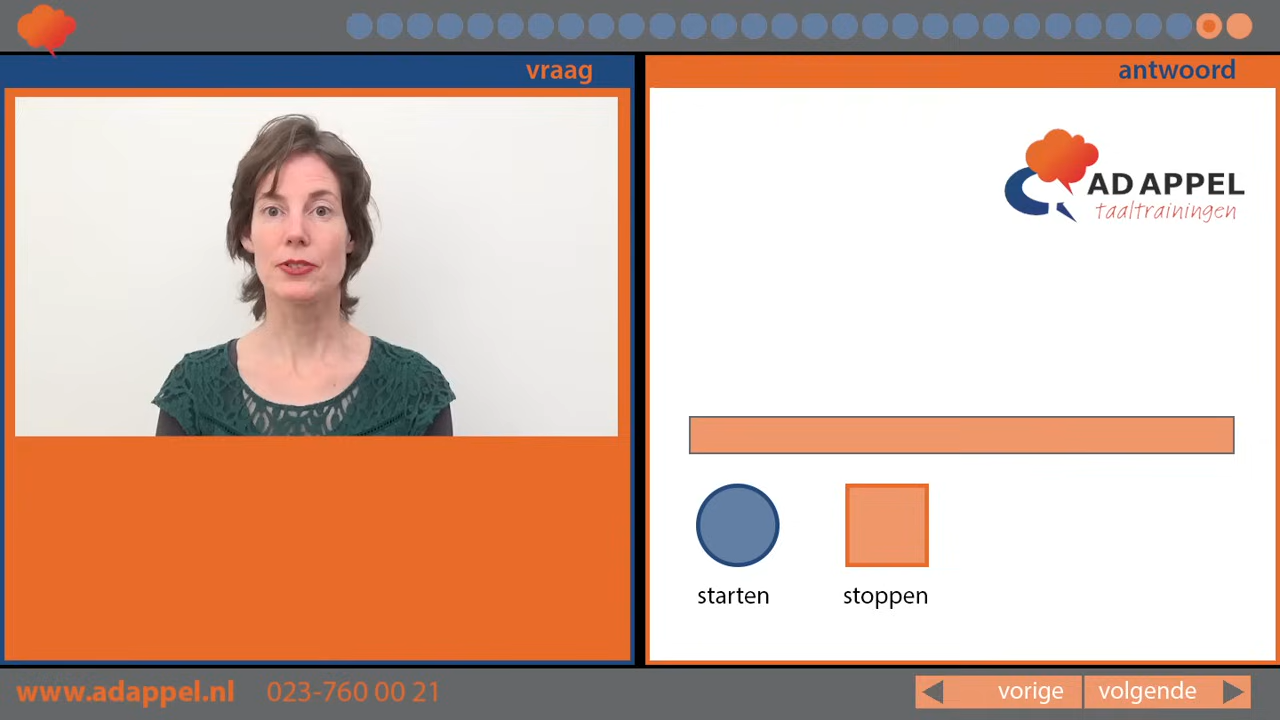 vraag
antwoord
AD APPEL
taaltrainingen
starten
stoppen
www.adappel.nl 023-760 00 21
vorige
volgende